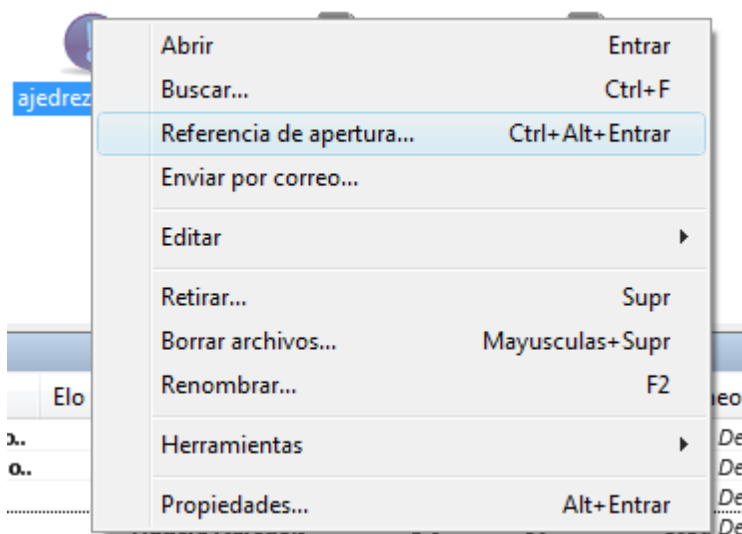 Abrir Entrar
ajedrez
Buscar... Ctrl+F
Referencia de apertura... Ctrl+Alt+Entrar
Enviar por correo...
Editar
Retirar... Supr
Borrar archivos... Mayusculas+Supr
Renombrar... F2
Elo
Herramientas
Propiedades... Alt+Entrar